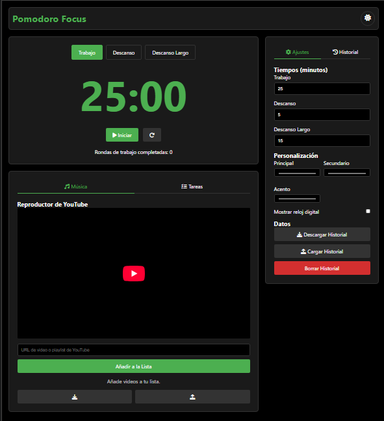 Pomodoro Focus
Trabajo
Descanso
Descanso Largo
25:00
Iniciar
Rondas de trabajo completadas: 0
Música
Tareas
Reproductor de YouTube
URL de video o playlist de YouTube
Añadir a la Lista
Añade videos a tu lista.
Ajustes
Historial
Tiempos (minutos)
Trabajo
25
Descanso
5
Descanso Largo
15
Personalización
Principal
Secundario
Acento
Mostrar reloj digital
Datos
Descargar Historial
Cargar Historial
Borrar Historial